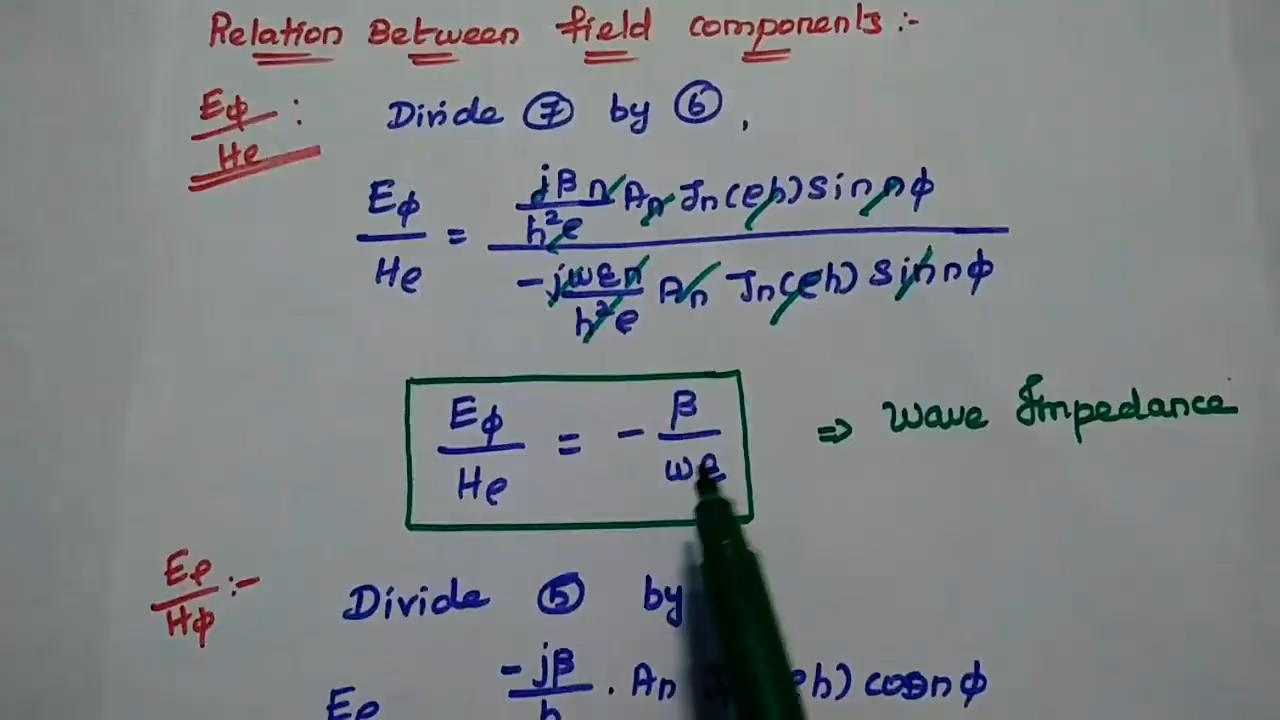 Relation Between field components :-
Eφ/Hρ : Divide ⑦ by ⑥ ,
Eφ/Hρ = (jβn/h²ρ An Jn(ρh) sin nφ) / (-jωεn/h²ρ An Jn(ρh) sin nφ)
Eφ/Hρ = - β/ωε ⇒ Wave Impedance
Eρ/Hφ :- Divide ⑤ by
Eρ -jβ/h . An h) cos nφ